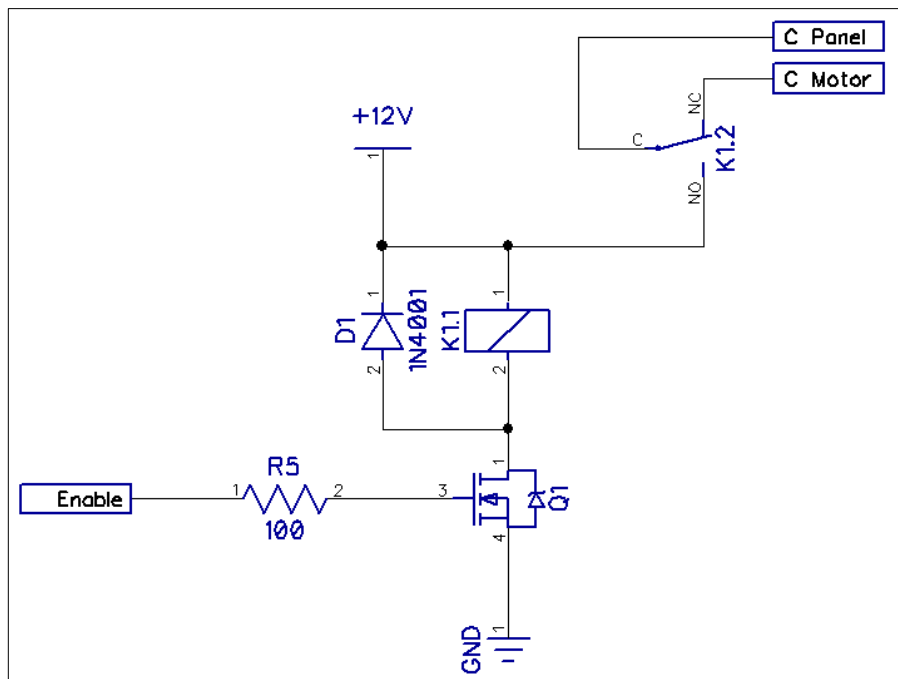 C Panel
C Motor
NC
+12V
C
K1.2
1
NO
1
1
D1
1N4001
K1.1
2
2
R5
1
Enable
1
2
3
Q1
100
4
1
GND